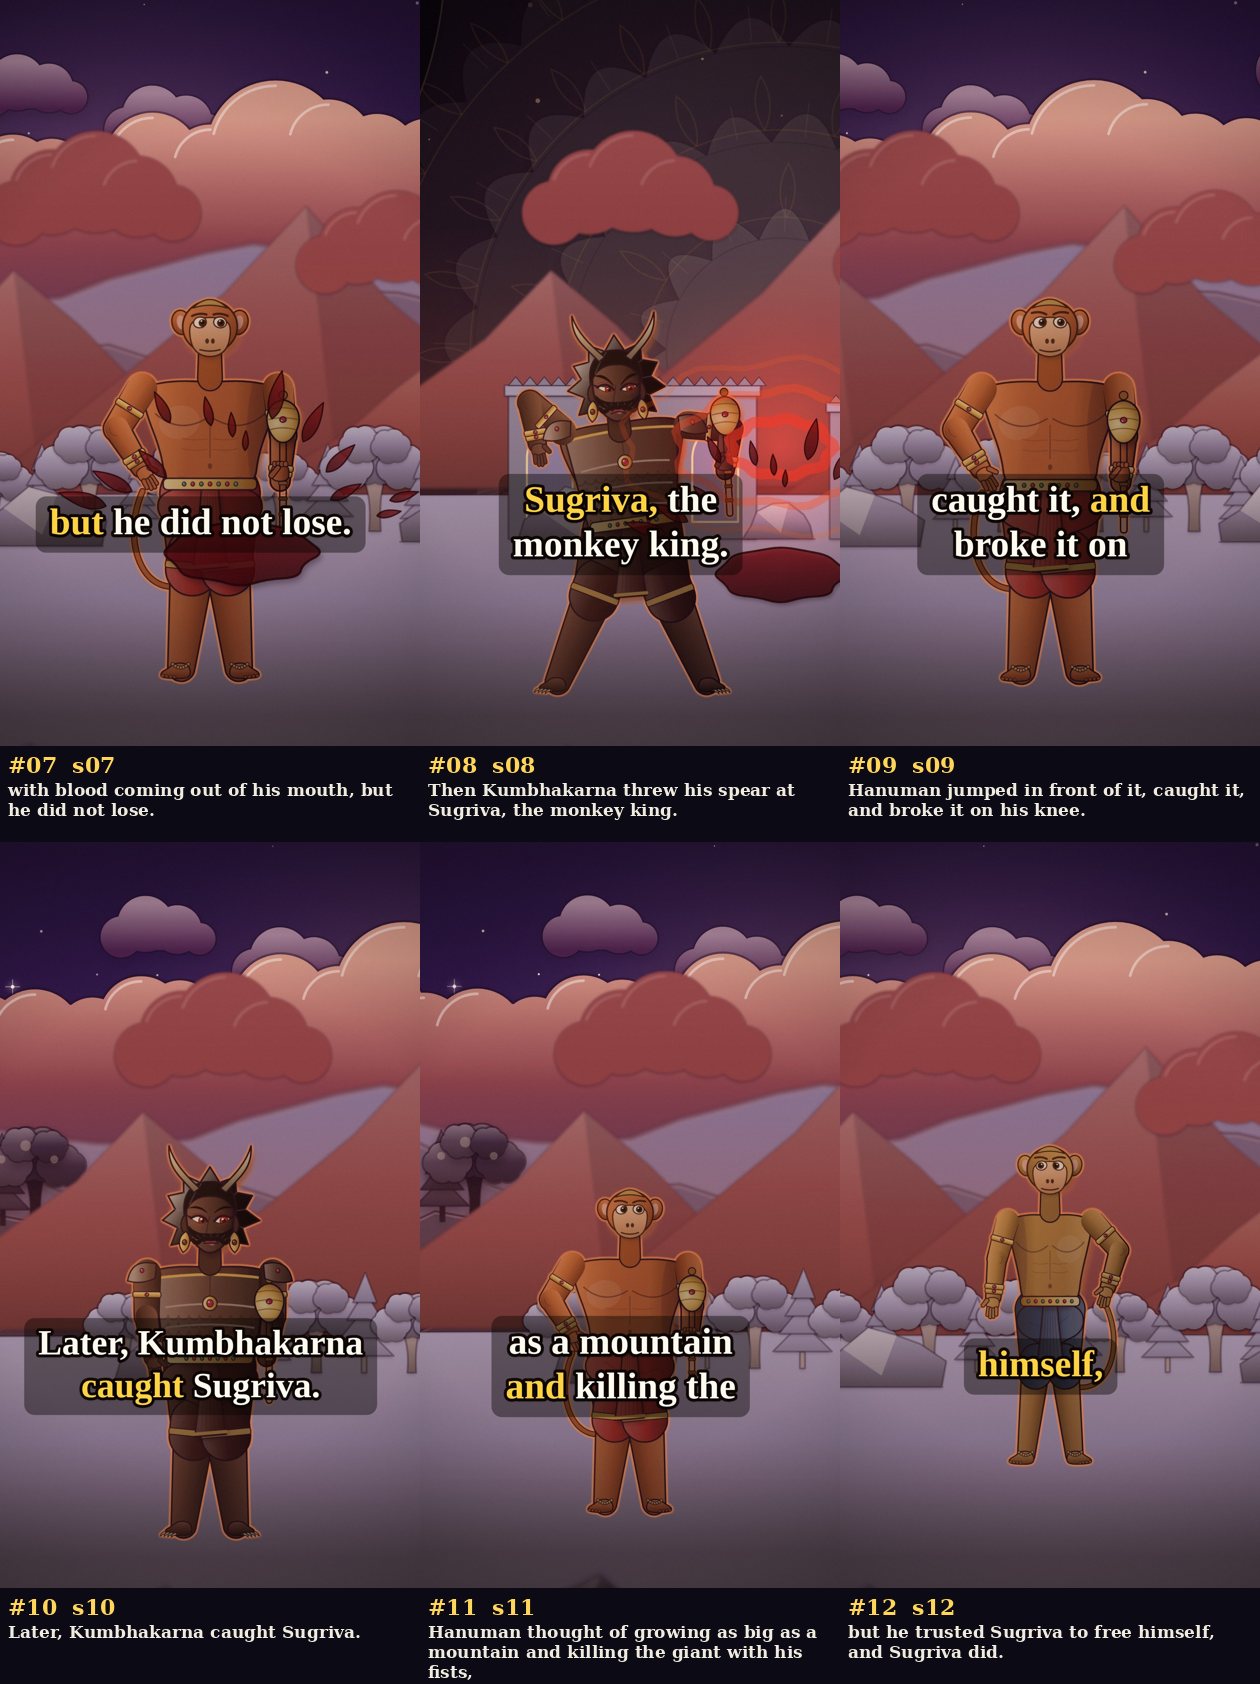 but he did not lose.
Sugriva, the
monkey king.
caught it, and
broke it on
#07 s07
with blood coming out of his mouth, but
he did not lose.
#08 s08
Then Kumbhakarna threw his spear at
Sugriva, the monkey king.
#09 s09
Hanuman jumped in front of it, caught it,
and broke it on his knee.
Later, Kumbhakarna
caught Sugriva.
as a mountain
and killing the
himself,
#10 s10
Later, Kumbhakarna caught Sugriva.
#11 s11
Hanuman thought of growing as big as a
mountain and killing the giant with his
fists,
#12 s12
but he trusted Sugriva to free himself,
and Sugriva did.